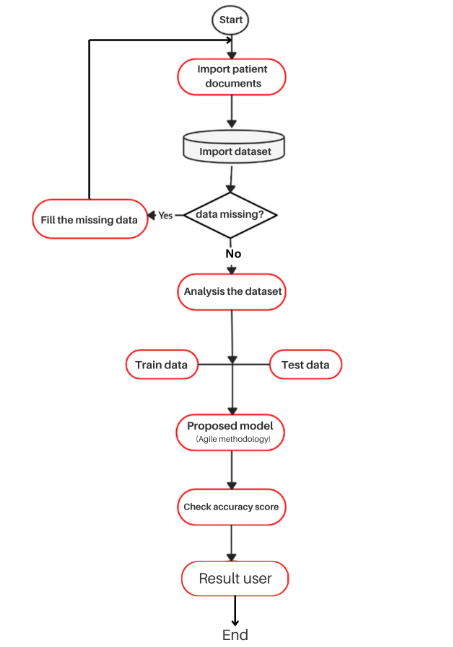 Start
Import patient
documents
Import dataset
data missing?
Yes
Fill the missing data
No
Analysis the dataset
Train data
Test data
Proposed model
(Agile methodology)
Check accuracy score
Result user
End